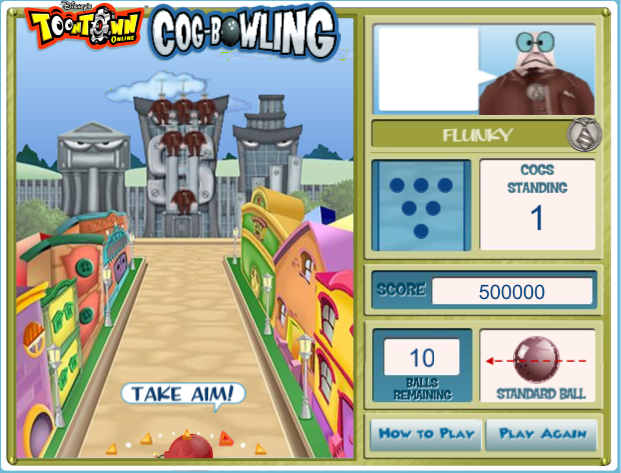 Disney's
TOONTOWN
ONLINE
COG-BOWLING
FLUNKY
COGS
STANDING
1
SCORE
500000
TAKE AIM!
10
BALLS
REMAINING
STANDARD BALL
HOW TO PLAY
PLAY AGAIN